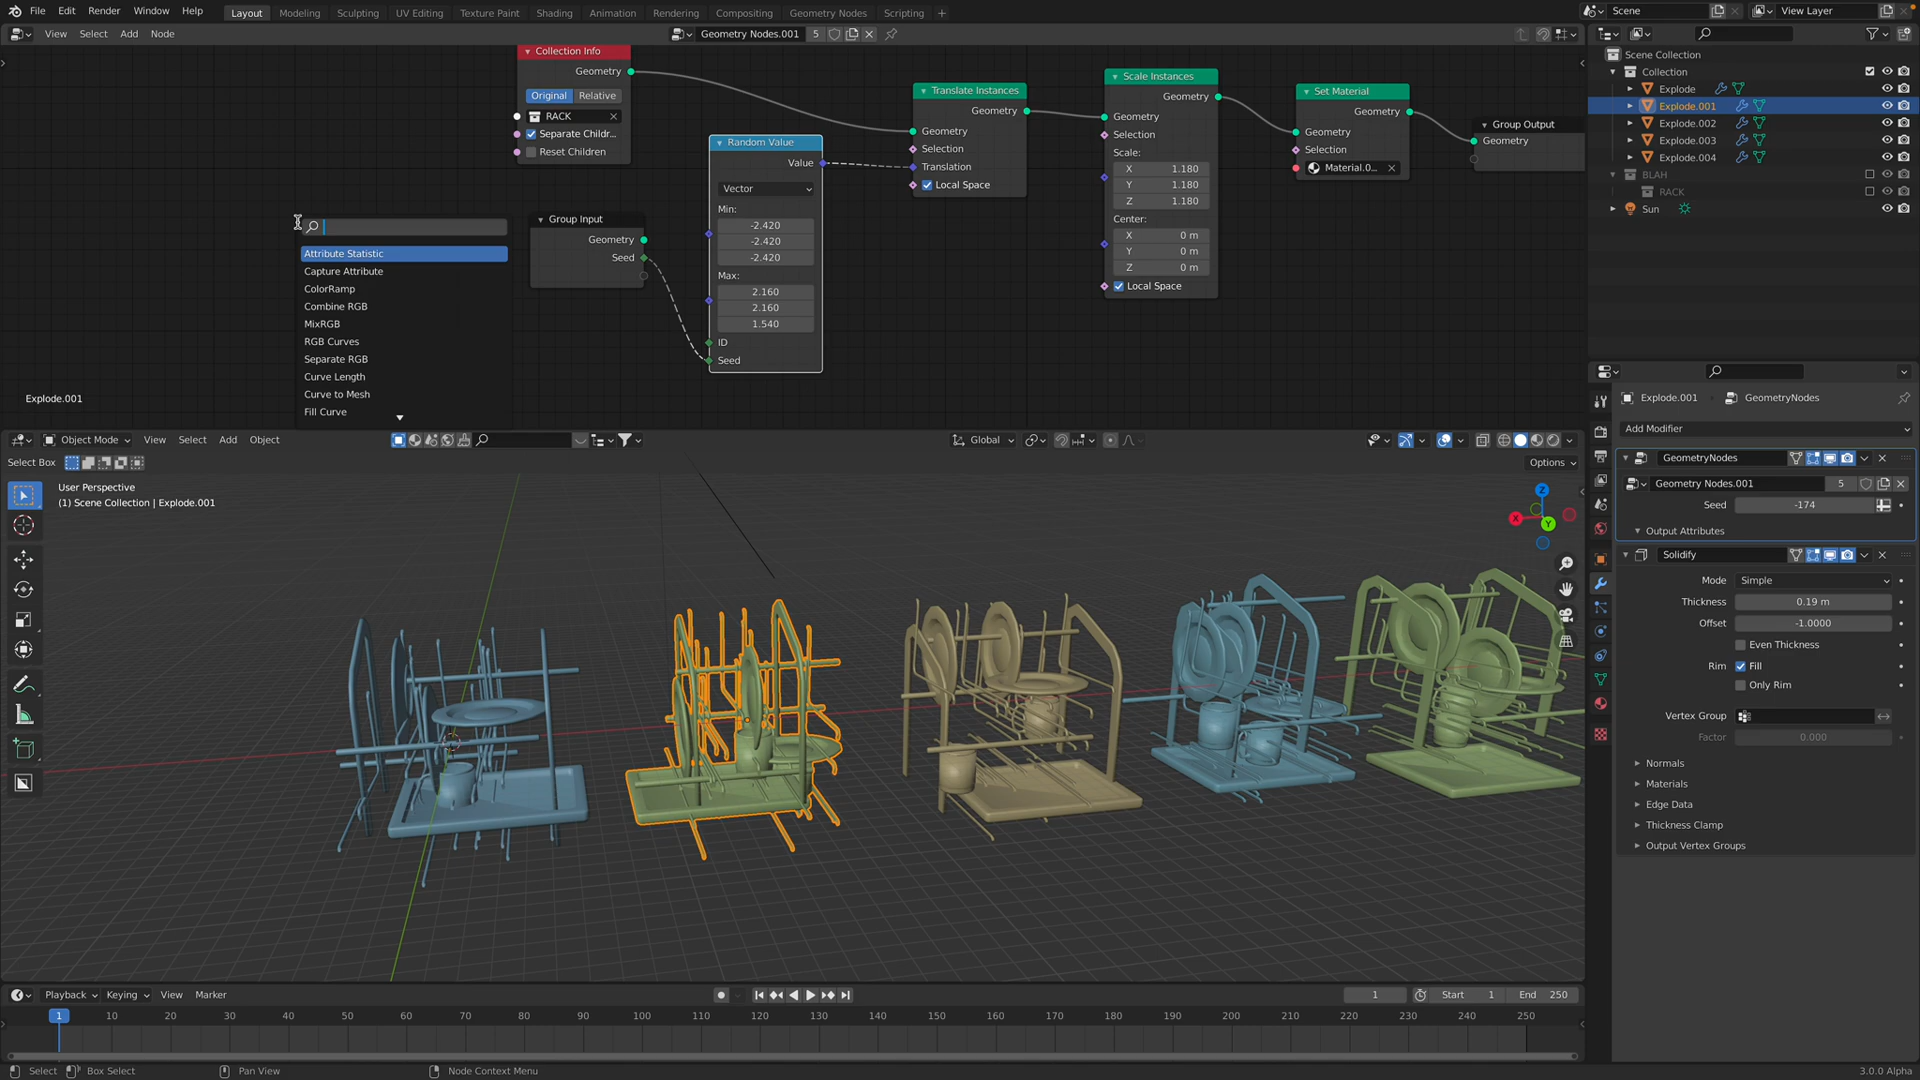 File Edit Render Window Help Layout Modeling Sculpting UV Editing Texture Paint Shading Animation Rendering Compositing Geometry Nodes Scripting + Scene View Layer
View Select Add Node Geometry Nodes.001 5
Collection Info
Geometry
Original Relative
RACK
Separate Childr...
Reset Children
Group Input
Geometry
Seed
Attribute Statistic
Capture Attribute
ColorRamp
Combine RGB
MixRGB
RGB Curves
Separate RGB
Curve Length
Curve to Mesh
Fill Curve
Explode.001
Random Value
Value
Vector
Min:
-2.420
-2.420
-2.420
Max:
2.160
2.160
1.540
ID
Seed
Translate Instances
Geometry
Geometry
Selection
Translation
Local Space
Scale Instances
Geometry
Geometry
Selection
Scale:
X 1.180
Y 1.180
Z 1.180
Center:
X 0 m
Y 0 m
Z 0 m
Local Space
Set Material
Geometry
Geometry
Selection
Material.0...
Group Output
Geometry
Scene Collection
Collection
Explode
Explode.001
Explode.002
Explode.003
Explode.004
BLAH
RACK
Sun
Object Mode View Select Add Object Global
Select Box Options
User Perspective
(1) Scene Collection | Explode.001
Z
X
Y
Explode.001 GeometryNodes
Add Modifier
GeometryNodes
Geometry Nodes.001 5
Seed -174
Output Attributes
Solidify
Mode Simple
Thickness 0.19 m
Offset -1.0000
Even Thickness
Rim Fill
Only Rim
Vertex Group
Factor 0.000
Normals
Materials
Edge Data
Thickness Clamp
Output Vertex Groups
Playback Keying View Marker 1 Start 1 End 250
1 10 20 30 40 50 60 70 80 90 100 110 120 130 140 150 160 170 180 190 200 210 220 230 240 250
Select Box Select Pan View Node Context Menu 3.0.0 Alpha